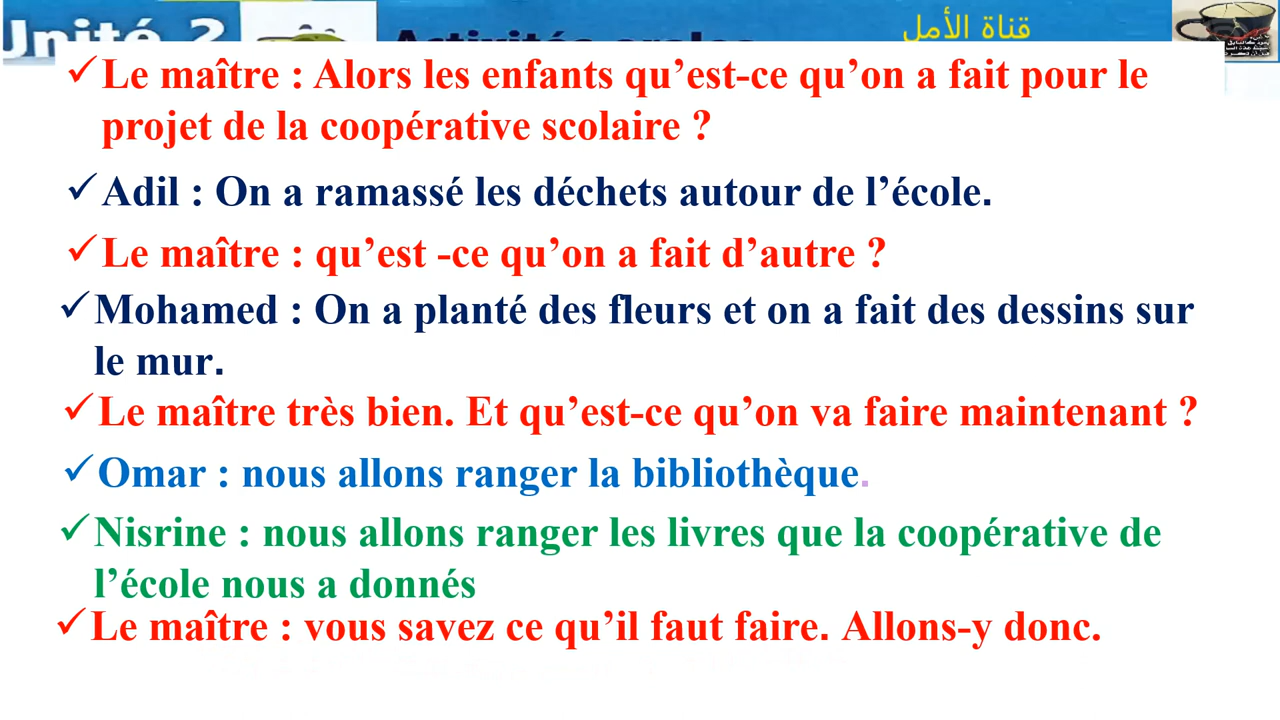 Unité 2
Activités orales
قناة الأمل
✓Le maître : Alors les enfants qu’est-ce qu’on a fait pour le
projet de la coopérative scolaire ?
✓Adil : On a ramassé les déchets autour de l’école.
✓Le maître : qu’est -ce qu’on a fait d’autre ?
✓Mohamed : On a planté des fleurs et on a fait des dessins sur
le mur.
✓Le maître très bien. Et qu’est-ce qu’on va faire maintenant ?
✓Omar : nous allons ranger la bibliothèque.
✓Nisrine : nous allons ranger les livres que la coopérative de
l’école nous a donnés
✓Le maître : vous savez ce qu’il faut faire. Allons-y donc.